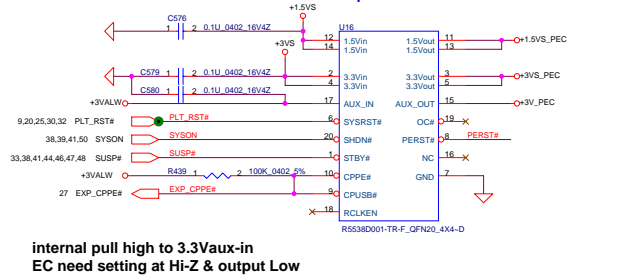 +1.5VS
C576
1 2 0.1U_0402_16V4Z
U16
12 1.5Vin 1.5Vout 11 +1.5VS_PEC
14 1.5Vin 1.5Vout 13
+3VS
2 3.3Vin 3.3Vout 3 +3VS_PEC
C579 1 2 0.1U_0402_16V4Z 4 3.3Vin 3.3Vout 5
C580 1 2 0.1U_0402_16V4Z
+3VALW 17 AUX_IN AUX_OUT 15 +3V_PEC
9,20,25,30,32 PLT_RST# PLT_RST# 6 SYSRST# OC# 19
38,39,41,50 SYSON SYSON 20 SHDN# PERST# 8 PERST#
33,38,41,44,46,47,48 SUSP# SUSP# 1 STBY# NC 16
+3VALW R439 1 2 100K_0402_5% 10 CPPE# GND 7
27 EXP_CPPE# EXP_CPPE# 9 CPUSB#
18 RCLKEN
R5538D001-TR-F_QFN20_4X4~D
internal pull high to 3.3Vaux-in
EC need setting at Hi-Z & output Low